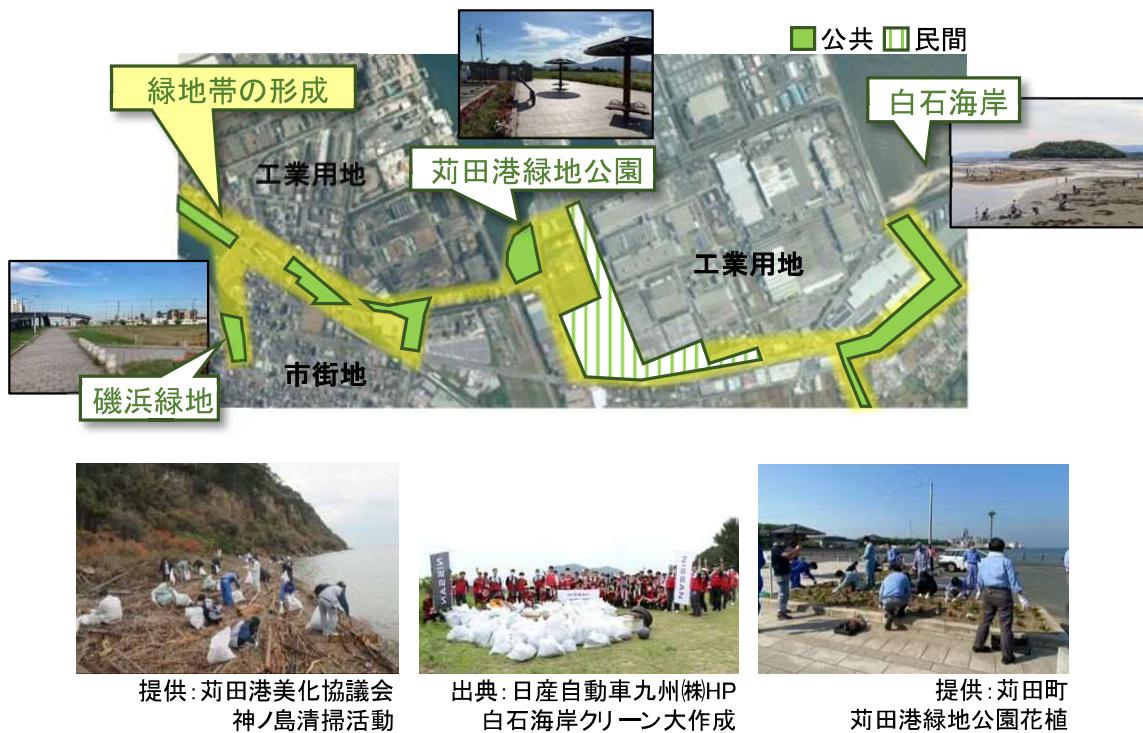 公共 民間
緑地帯の形成
白石海岸
工業用地
苅田港緑地公園
工業用地
市街地
磯浜緑地
NISSAN
NISSAN
提供：苅田港美化協議会
神ノ島清掃活動
出典：日産自動車九州㈱HP
白石海岸クリーン大作成
提供：苅田町
苅田港緑地公園花植